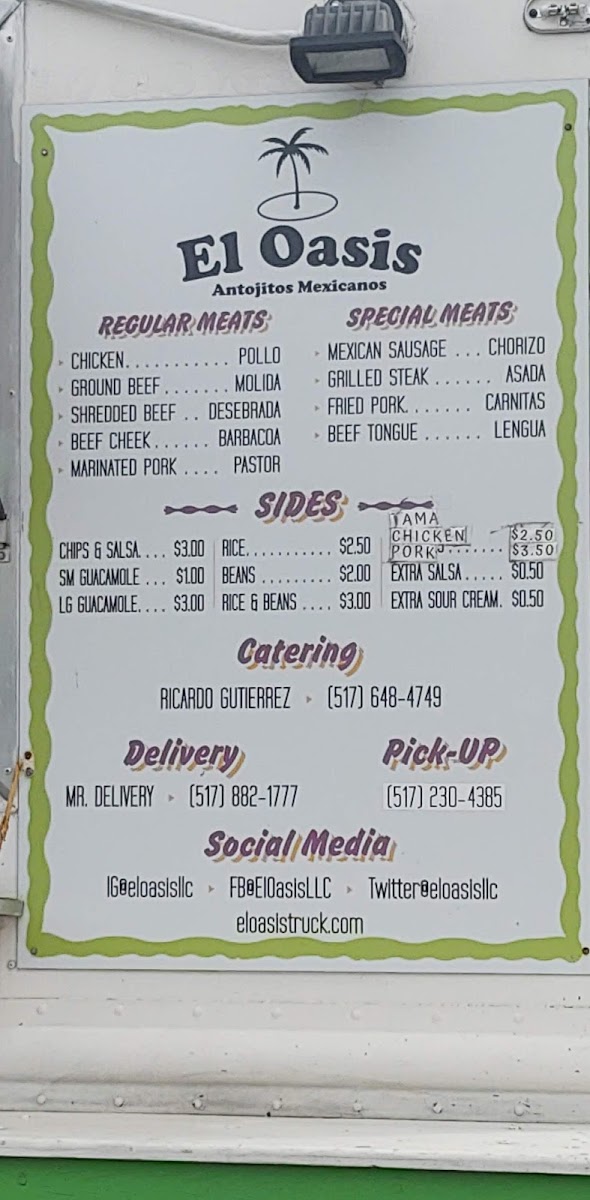 El Oasis
Antojitos Mexicanos
REGULAR MEATS
CHICKEN........... POLLO
GROUND BEEF....... MOLIDA
SHREDDED BEEF .. DESEBRADA
BEEF CHEEK...... BARBACOA
MARINATED PORK .... PASTOR
SPECIAL MEATS
MEXICAN SAUSAGE ... CHORIZO
GRILLED STEAK ...... ASADA
FRIED PORK....... CARNITAS
BEEF TONGUE ...... LENGUA
SIDES
CHIPS & SALSA.... $3.00
SM GUACAMOLE ... $1.00
LG GUACAMOLE.... $3.00
RICE........... $2.50
BEANS .......... $2.00
RICE & BEANS .... $3.00
TAMA
CHICKEN $2.50
PORK ........ $3.50
EXTRA SALSA..... $0.50
EXTRA SOUR CREAM. $0.50
Catering
RICARDO GUTIERREZ (517) 648-4749
Delivery
MR. DELIVERY (517) 882-1777
Pick-UP
(517) 230-4385
Social Media
IG@eloasisllc FB@ElOasisLLC Twitter@eloasisllc
eloasistruck.com